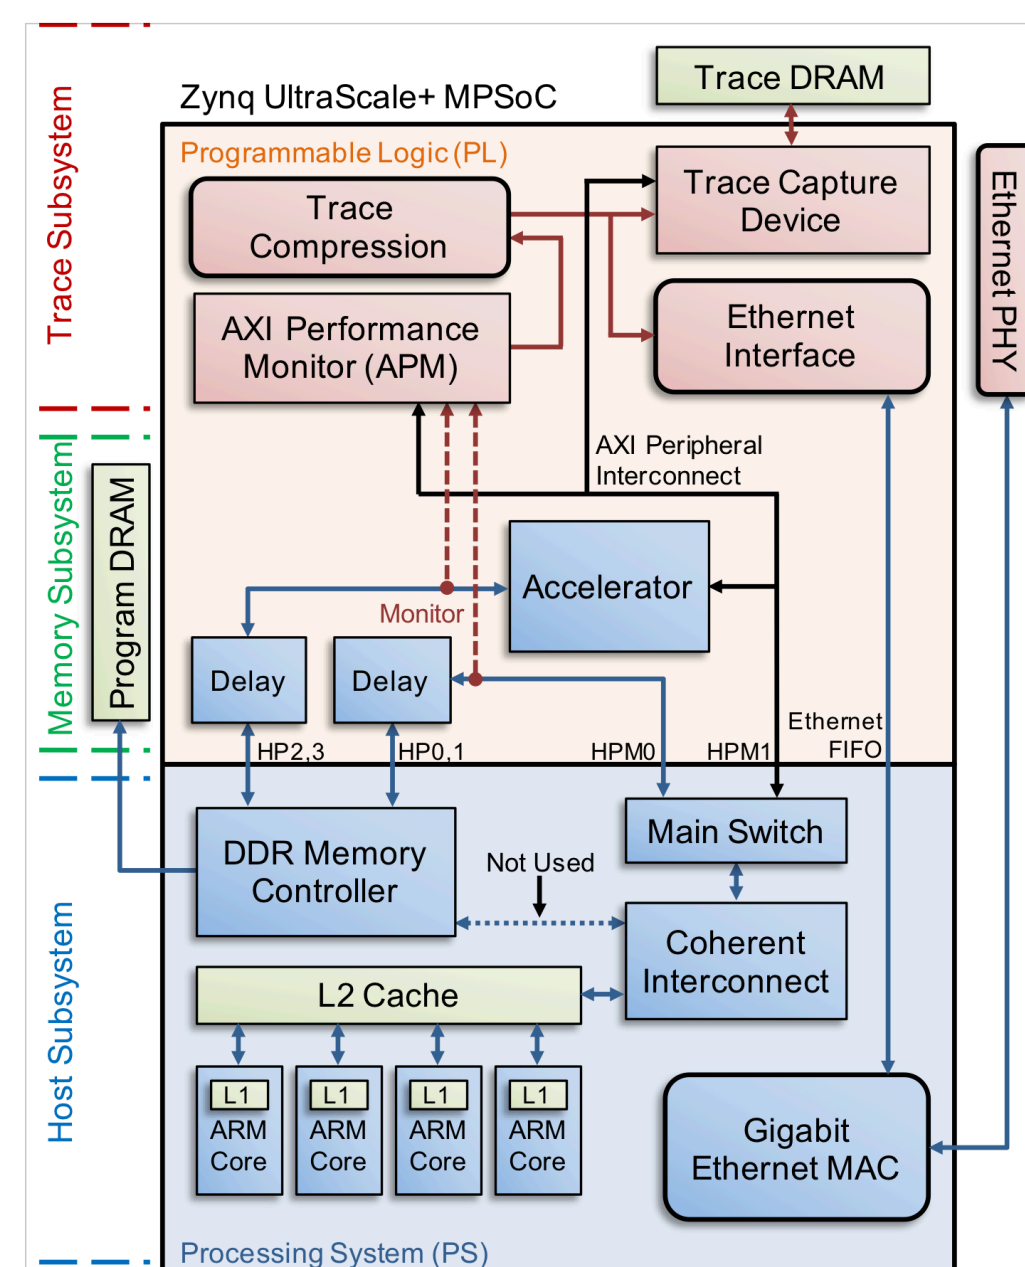 Trace DRAM
Zynq UltraScale+ MPSoC
Programmable Logic (PL)
Trace Subsystem
Trace
Compression
Trace Capture
Device
Ethernet PHY
AXI Performance
Monitor (APM)
Ethernet
Interface
AXI Peripheral
Interconnect
Memory Subsystem
Program DRAM
Accelerator
Monitor
Delay
Delay
Ethernet
FIFO
HP2,3
HP0,1
HPM0
HPM1
Main Switch
DDR Memory
Controller
Not Used
Coherent
Interconnect
Host Subsystem
L2 Cache
L1
ARM
Core
L1
ARM
Core
L1
ARM
Core
L1
ARM
Core
Gigabit
Ethernet MAC
Processing System (PS)